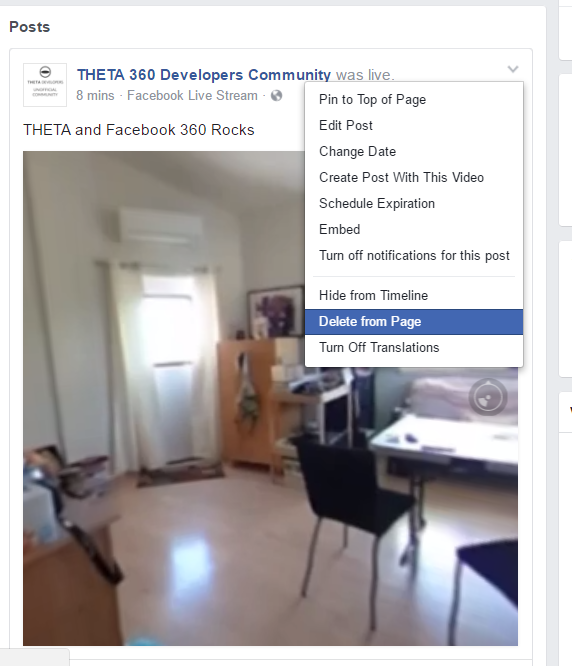 Posts
THETA DEVELOPERS
UNOFFICIAL
COMMUNITY
THETA 360 Developers Community was live.
8 mins · Facebook Live Stream ·
THETA and Facebook 360 Rocks
Pin to Top of Page
Edit Post
Change Date
Create Post With This Video
Schedule Expiration
Embed
Turn off notifications for this post
Hide from Timeline
Delete from Page
Turn Off Translations